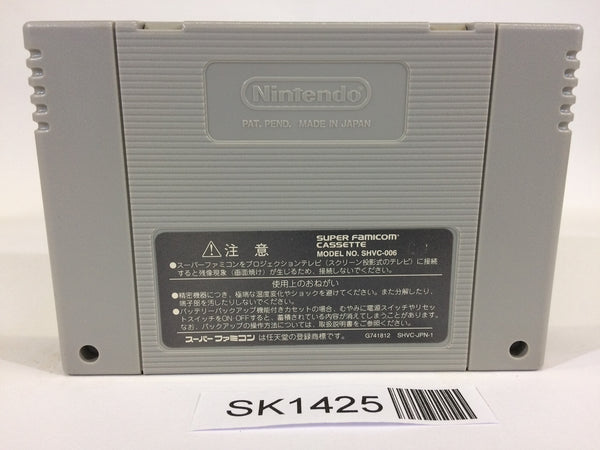 Nintendo
PAT. PEND. MADE IN JAPAN
注意
SUPER FAMICOM
CASSETTE
MODEL NO. SHVC-006
●スーパーファミコンをプロジェクションテレビ(スクリーン投影式のテレビ)に接続
すると残像現象(画面焼け)が生じるため、接続しないでください。
使用上のおねがい
●精密機器につき、極端な温度変化やショックを避けてください。また分解したり、
端子部を汚したりしないでください。
●バッテリーバックアップ機能付きカセットの場合、むやみに電源スイッチやリセッ
トスイッチをON-OFFすると、蓄積されている内容が消えてしまうことがあります。
なお、バックアップの操作方法については、取扱説明書をご参照ください。
スーパーファミコンは任天堂の登録商標です。 G741812 SHVC-JPN-1
SK1425